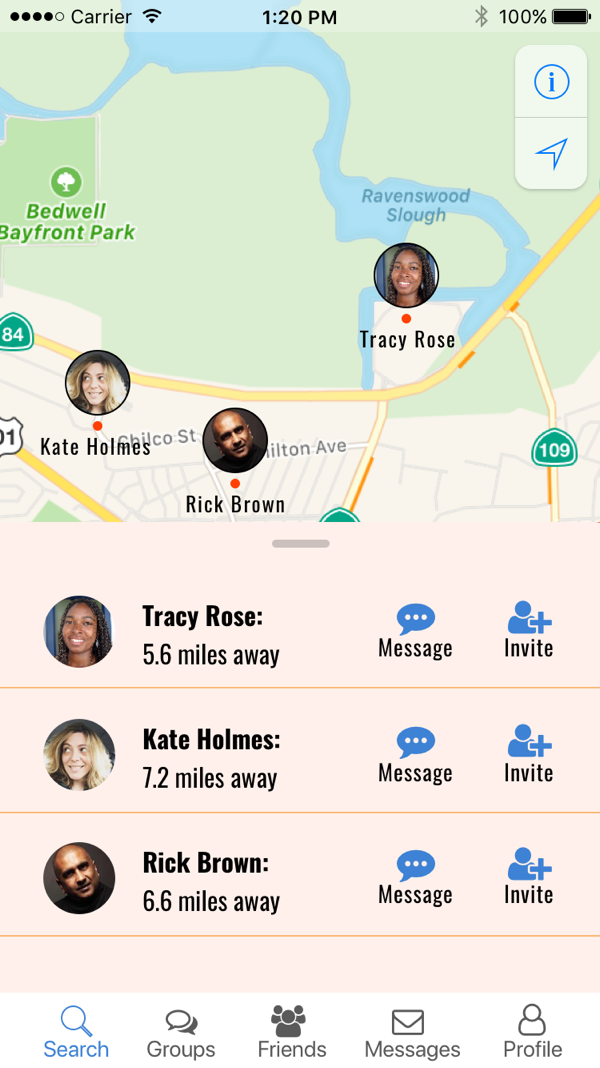 Carrier 1:20 PM 100%
Ravenswood
Slough
Bedwell
Bayfront Park
84
Tracy Rose
01
Kate Holmes Chilco St
ilton Ave
109
Rick Brown
Tracy Rose:
5.6 miles away
Message Invite
Kate Holmes:
7.2 miles away
Message Invite
Rick Brown:
6.6 miles away
Message Invite
Search Groups Friends Messages Profile